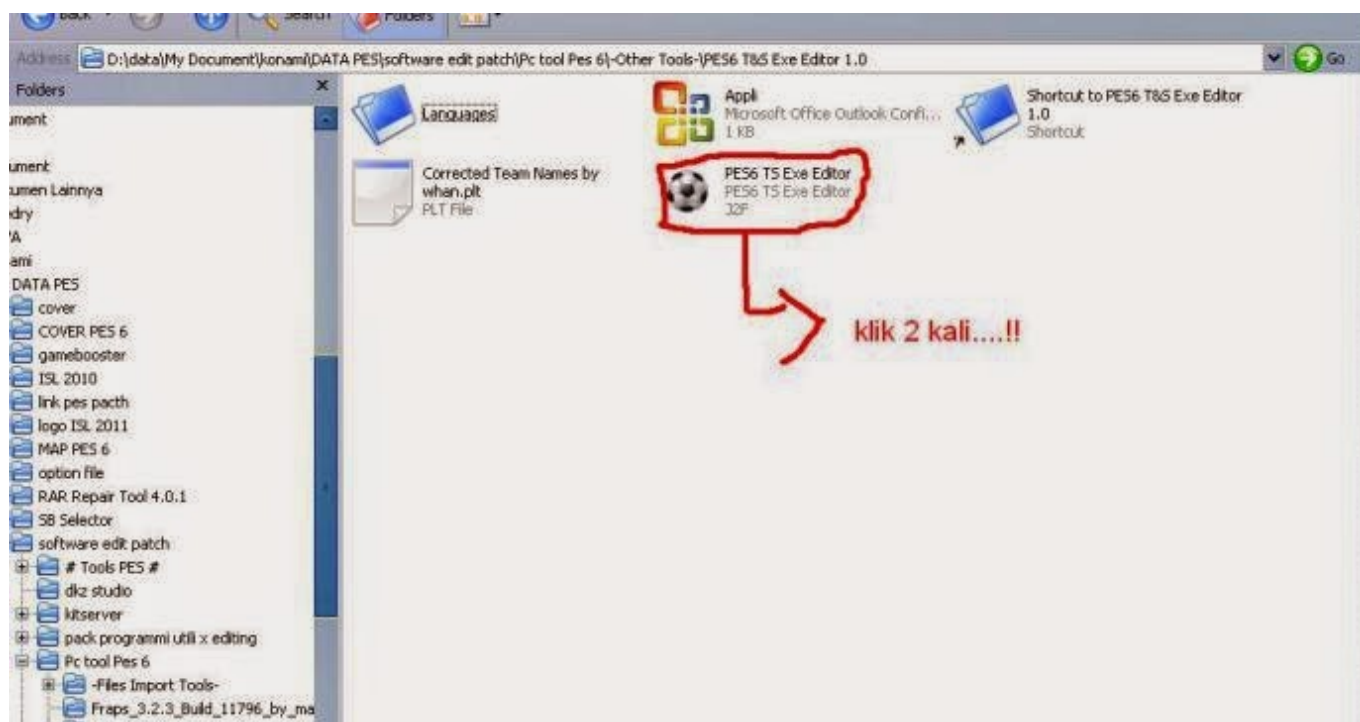 Back
Search
Folders
Address
D:\data\My Document\konami\DATA PES\software edit patch\Pc tool Pes 6\-Other Tools-\PES6 T&S Exe Editor 1.0
Go
Folders
x
ument
ument
umen Lainnya
dry
A
ami
DATA PES
cover
COVER PES 6
gamebooster
ISL 2010
link pes pacth
logo ISL 2011
MAP PES 6
option file
RAR Repair Tool 4.0.1
SB Selector
software edit patch
# Tools PES #
dkz studio
kitserver
pack programmi utili x editing
Pc tool Pes 6
-Files Import Tools-
Fraps_3.2.3_Build_11796_by_ma
Languages
Appli
Microsoft Office Outlook Confi...
1 KB
Shortcut to PES6 T&S Exe Editor
1.0
Shortcut
Corrected Team Names by
whan.plt
PLT File
PES6 TS Exe Editor
PES6 TS Exe Editor
J2F
klik 2 kali....!!